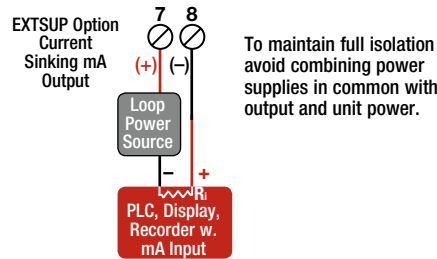 EXTSUP Option
Current
Sinking mA
Output
7 8
(+) (–)
To maintain full isolation
avoid combining power
supplies in common with
output and unit power.
Loop
Power
Source
– +
Ri
PLC, Display,
Recorder w.
mA Input